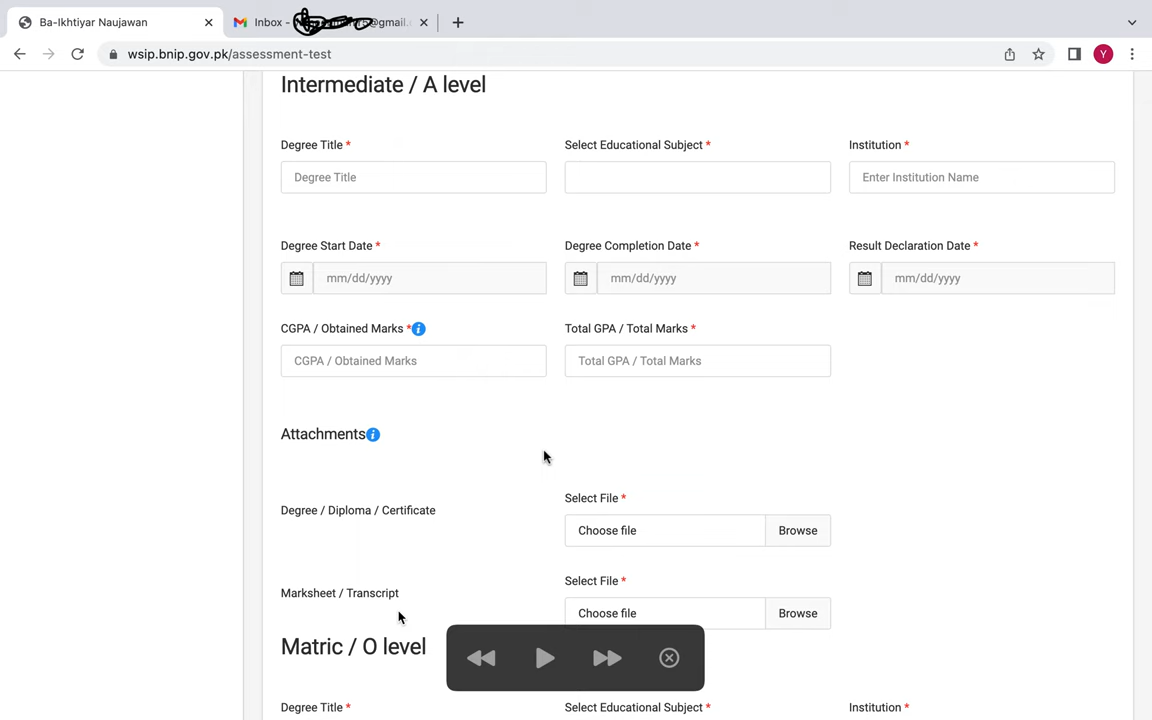 Ba-Ikhtiyar Naujawan
Inbox - @gmail.
wsip.bnip.gov.pk/assessment-test
Y
Intermediate / A level
Degree Title * Select Educational Subject * Institution *
Degree Title Enter Institution Name
Degree Start Date * Degree Completion Date * Result Declaration Date *
mm/dd/yyyy mm/dd/yyyy mm/dd/yyyy
CGPA / Obtained Marks * i Total GPA / Total Marks *
CGPA / Obtained Marks Total GPA / Total Marks
Attachments i
Select File *
Degree / Diploma / Certificate
Choose file Browse
Select File *
Marksheet / Transcript
Choose file Browse
Matric / O level
Degree Title * Select Educational Subject * Institution *